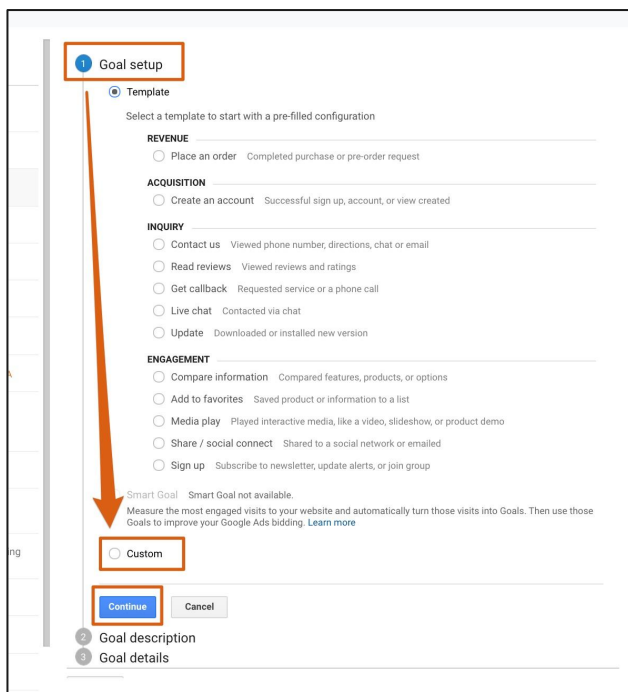 1 Goal setup
Template
Select a template to start with a pre-filled configuration
REVENUE
Place an order Completed purchase or pre-order request
ACQUISITION
Create an account Successful sign up, account, or view created
INQUIRY
Contact us Viewed phone number, directions, chat or email
Read reviews Viewed reviews and ratings
Get callback Requested service or a phone call
Live chat Contacted via chat
Update Downloaded or installed new version
ENGAGEMENT
Compare information Compared features, products, or options
Add to favorites Saved product or information to a list
Media play Played interactive media, like a video, slideshow, or product demo
Share / social connect Shared to a social network or emailed
Sign up Subscribe to newsletter, update alerts, or join group
Smart Goal Smart Goal not available.
Measure the most engaged visits to your website and automatically turn those visits into Goals. Then use those
Goals to improve your Google Ads bidding. Learn more
ing
Custom
Continue Cancel
2 Goal description
3 Goal details